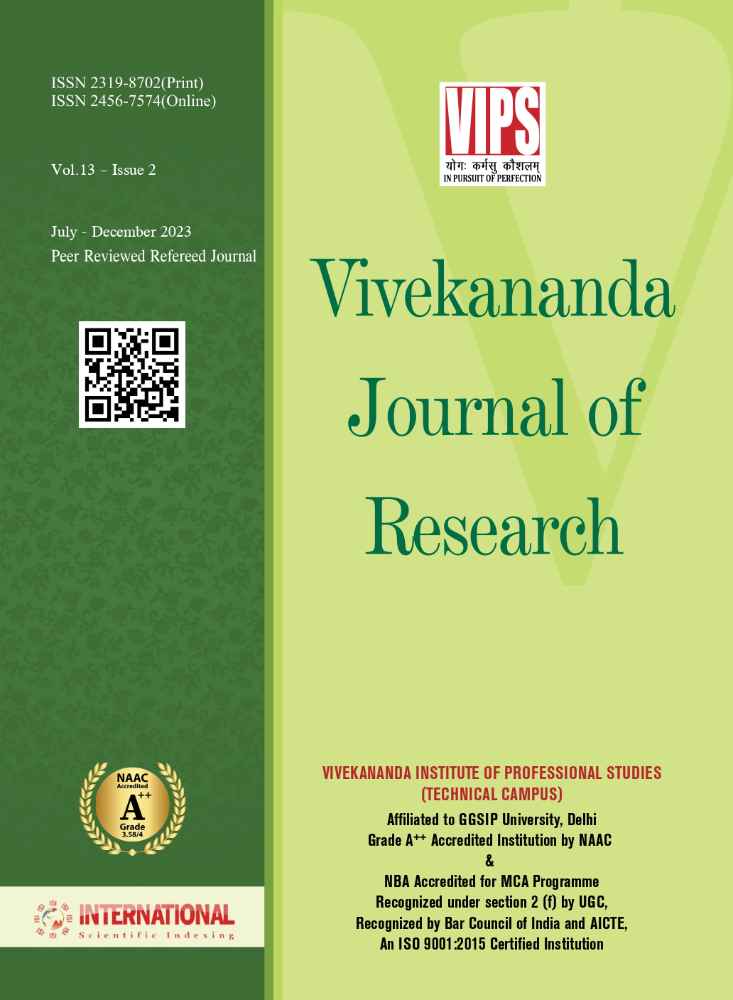 ISSN 2319-8702(Print)
ISSN 2456-7574(Online)
Vol.13 – Issue 2
July - December 2023
Peer Reviewed Refereed Journal
VIPS
योगः कर्मसु कौशलम्
IN PURSUIT OF PERFECTION
Vivekananda
Journal of
Research
NAAC
Accredited
A++
Grade
3.58/4
INTERNATIONAL
Scientific Indexing
VIVEKANANDA INSTITUTE OF PROFESSIONAL STUDIES
(TECHNICAL CAMPUS)
Affiliated to GGSIP University, Delhi
Grade A++ Accredited Institution by NAAC
&
NBA Accredited for MCA Programme
Recognized under section 2 (f) by UGC,
Recognized by Bar Council of India and AICTE,
An ISO 9001:2015 Certified Institution